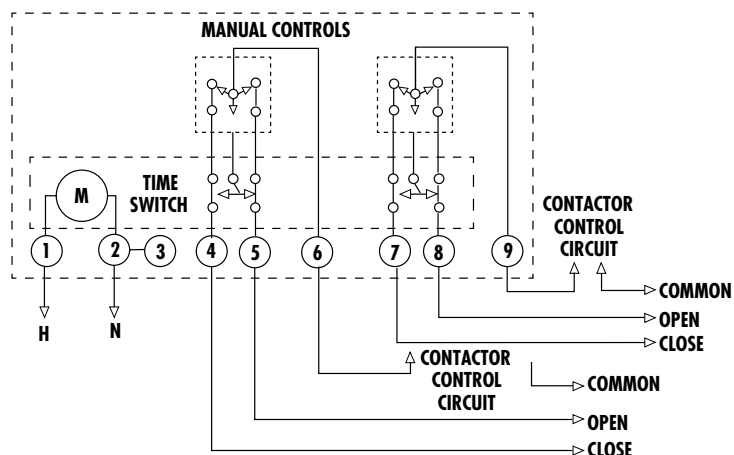 MANUAL CONTROLS
M
TIME
SWITCH
1
2
3
4
5
6
7
8
9
H
N
CONTACTOR
CONTROL
CIRCUIT
COMMON
OPEN
CLOSE
CONTACTOR
CONTROL
CIRCUIT
COMMON
OPEN
CLOSE